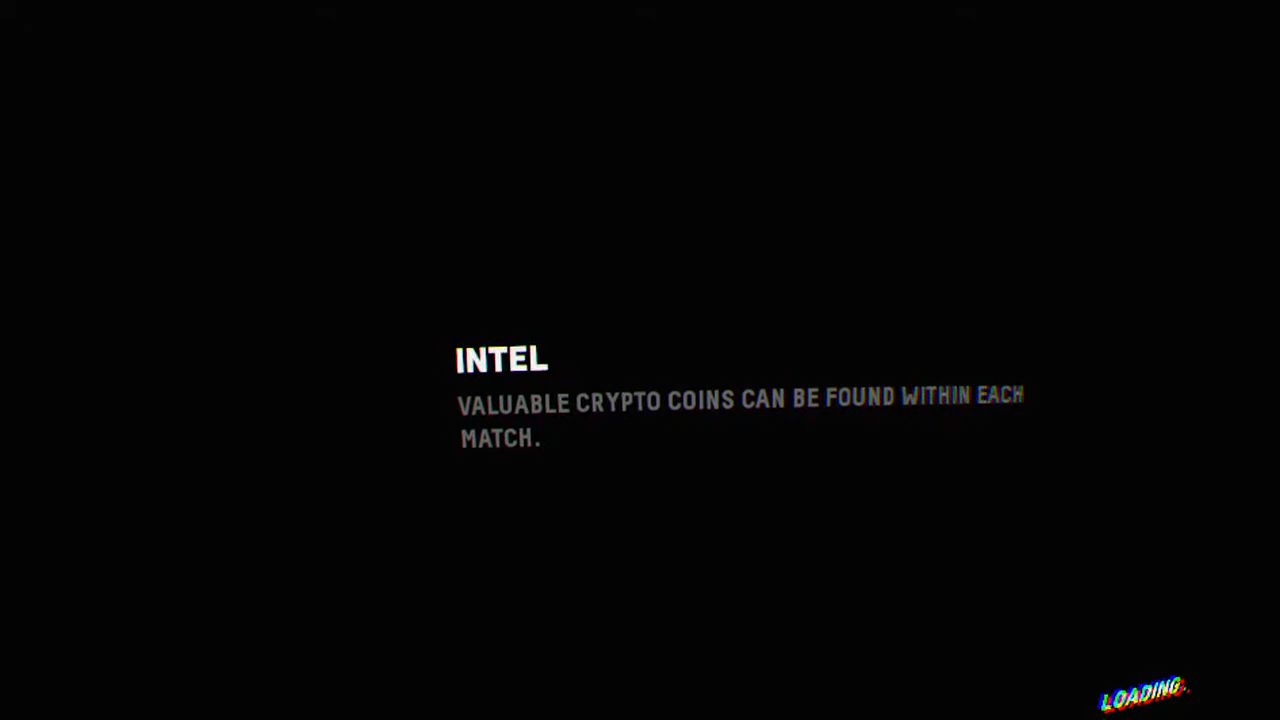 INTEL
VALUABLE CRYPTO COINS CAN BE FOUND WITHIN EACH
MATCH.
LOADING.